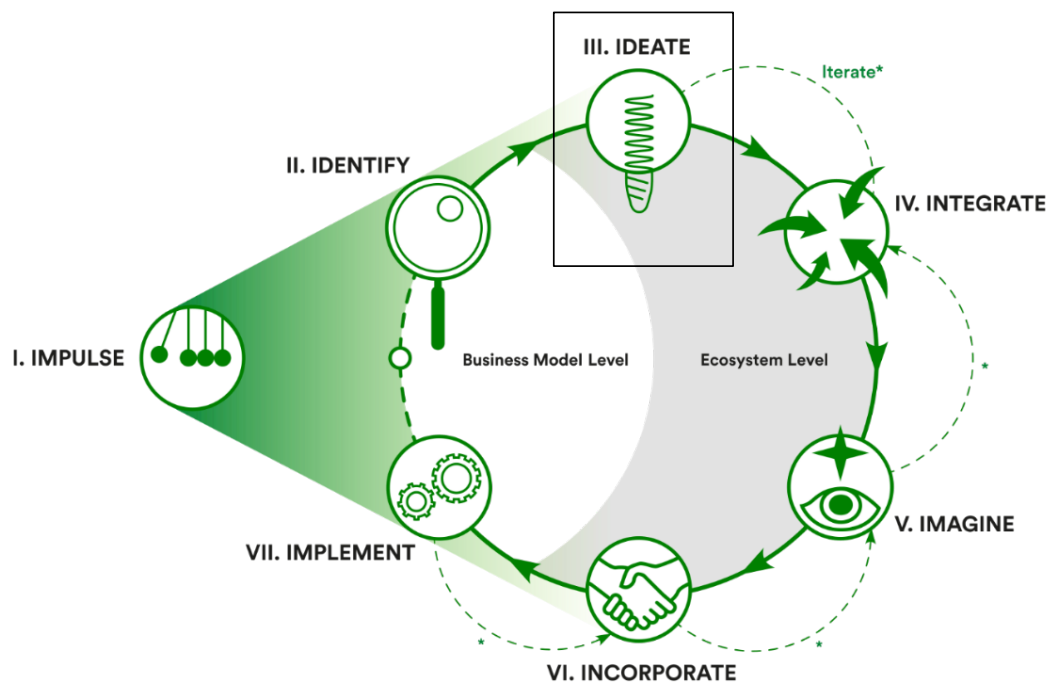 III. IDEATE
Iterate*
II. IDENTIFY
IV. INTEGRATE
I. IMPULSE
Business Model Level
Ecosystem Level
*
V. IMAGINE
VII. IMPLEMENT
*
*
VI. INCORPORATE